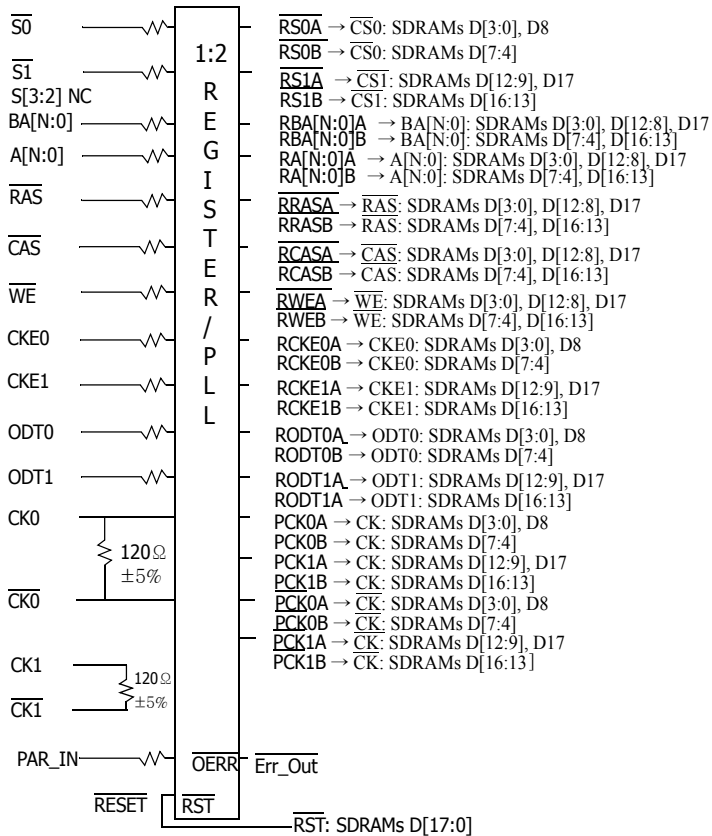 S0
S1
S[3:2] NC
BA[N:0]
A[N:0]
RAS
CAS
WE
CKE0
CKE1
ODT0
ODT1
CK0
120Ω
±5%
CK0
CK1
120Ω
±5%
CK1
PAR_IN
RESET
1:2
R
E
G
I
S
T
E
R
/
P
L
L
OERR
RST
RS0A → CS0: SDRAMs D[3:0], D8
RS0B → CS0: SDRAMs D[7:4]
RS1A → CS1: SDRAMs D[12:9], D17
RS1B → CS1: SDRAMs D[16:13]
RBA[N:0]A → BA[N:0]: SDRAMs D[3:0], D[12:8], D17
RBA[N:0]B → BA[N:0]: SDRAMs D[7:4], D[16:13]
RA[N:0]A → A[N:0]: SDRAMs D[3:0], D[12:8], D17
RA[N:0]B → A[N:0]: SDRAMs D[7:4], D[16:13]
RRASA → RAS: SDRAMs D[3:0], D[12:8], D17
RRASB → RAS: SDRAMs D[7:4], D[16:13]
RCASA → CAS: SDRAMs D[3:0], D[12:8], D17
RCASB → CAS: SDRAMs D[7:4], D[16:13]
RWEA → WE: SDRAMs D[3:0], D[12:8], D17
RWEB → WE: SDRAMs D[7:4], D[16:13]
RCKE0A → CKE0: SDRAMs D[3:0], D8
RCKE0B → CKE0: SDRAMs D[7:4]
RCKE1A → CKE1: SDRAMs D[12:9], D17
RCKE1B → CKE1: SDRAMs D[16:13]
RODT0A → ODT0: SDRAMs D[3:0], D8
RODT0B → ODT0: SDRAMs D[7:4]
RODT1A → ODT1: SDRAMs D[12:9], D17
RODT1A → ODT1: SDRAMs D[16:13]
PCK0A → CK: SDRAMs D[3:0], D8
PCK0B → CK: SDRAMs D[7:4]
PCK1A → CK: SDRAMs D[12:9], D17
PCK1B → CK: SDRAMs D[16:13]
PCK0A → CK: SDRAMs D[3:0], D8
PCK0B → CK: SDRAMs D[7:4]
PCK1A → CK: SDRAMs D[12:9], D17
PCK1B → CK: SDRAMs D[16:13]
Err_Out
RST: SDRAMs D[17:0]